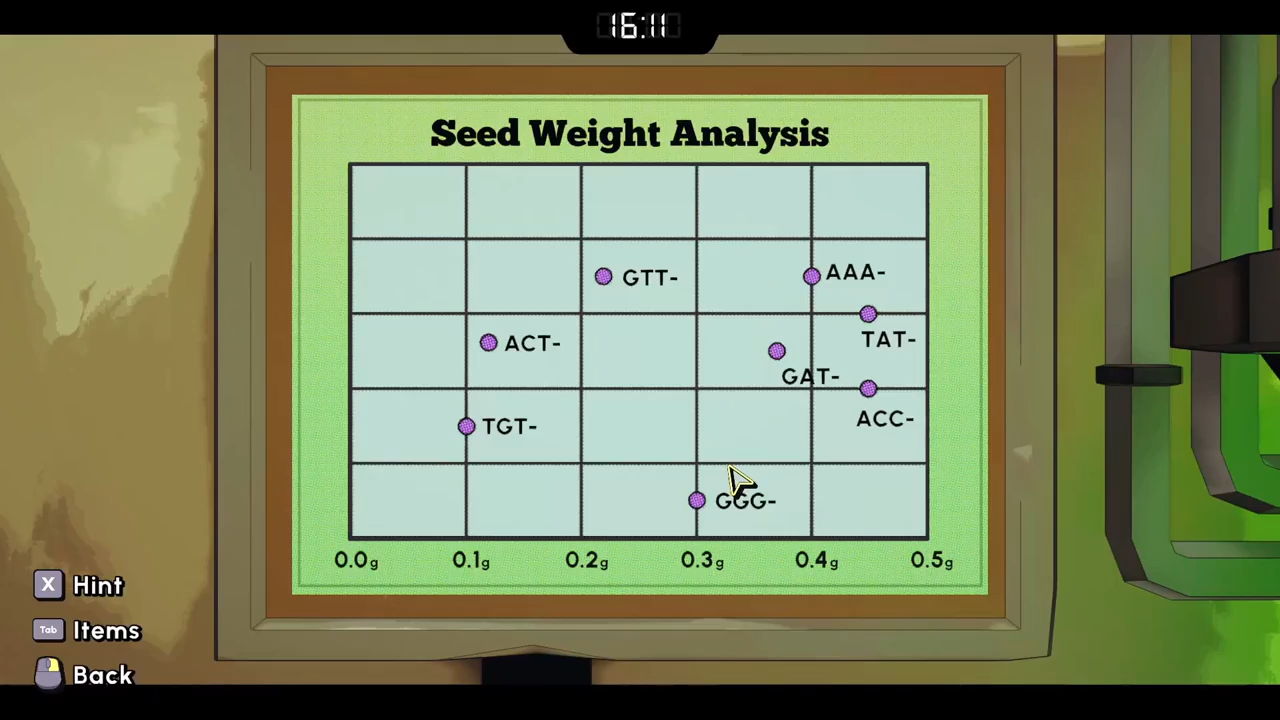 16:11
Seed Weight Analysis
GTT-
AAA-
ACT-
TAT-
GAT-
TGT-
ACC-
GGG-
0.0g 0.1g 0.2g 0.3g 0.4g 0.5g
X Hint
Tab Items
Back